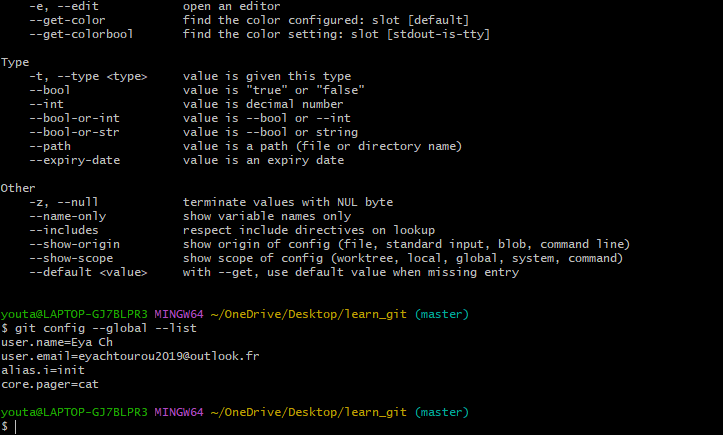 -e, --edit            open an editor
--get-color           find the color configured: slot [default]
--get-colorbool       find the color setting: slot [stdout-is-tty]
Type
-t, --type <type>     value is given this type
--bool                value is "true" or "false"
--int                 value is decimal number
--bool-or-int         value is --bool or --int
--bool-or-str         value is --bool or string
--path                value is a path (file or directory name)
--expiry-date         value is an expiry date
Other
-z, --null            terminate values with NUL byte
--name-only           show variable names only
--includes            respect include directives on lookup
--show-origin         show origin of config (file, standard input, blob, command line)
--show-scope          show scope of config (worktree, local, global, system, command)
--default <value>     with --get, use default value when missing entry
youta@LAPTOP-GJ7BLPR3 MINGW64 ~/OneDrive/Desktop/learn_git (master)
$ git config --global --list
user.name=Eya Ch
user.email=eyachtourou2019@outlook.fr
alias.i=init
core.pager=cat
youta@LAPTOP-GJ7BLPR3 MINGW64 ~/OneDrive/Desktop/learn_git (master)
$